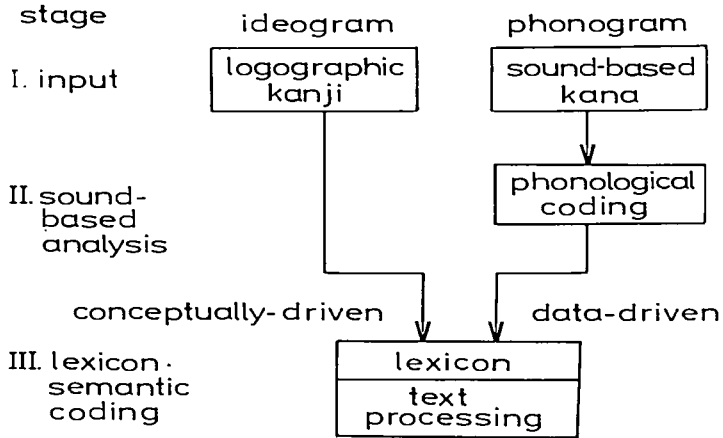 stage
ideogram
phonogram
I. input
logographic
kanji
sound-based
kana
II. sound-
based
analysis
phonological
coding
conceptually-driven
data-driven
III. lexicon·
semantic
coding
lexicon
text
processing